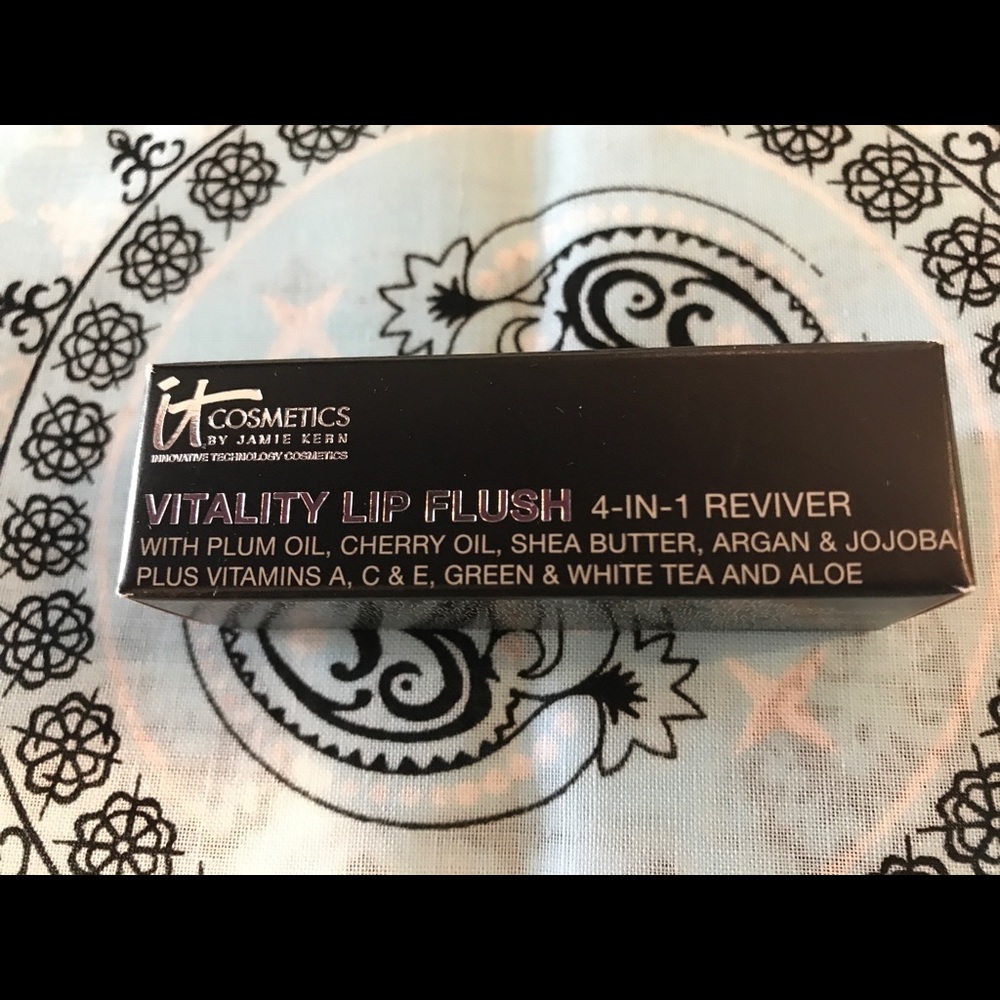 it COSMETICS
BY JAMIE KERN
INNOVATIVE TECHNOLOGY COSMETICS
VITALITY LIP FLUSH 4-IN-1 REVIVER
WITH PLUM OIL, CHERRY OIL, SHEA BUTTER, ARGAN & JOJOBA
PLUS VITAMINS A, C & E, GREEN & WHITE TEA AND ALOE